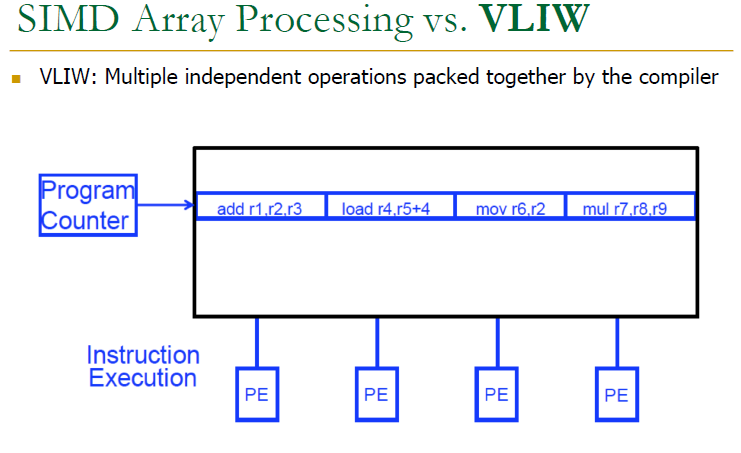 SIMD Array Processing vs. VLIW
VLIW: Multiple independent operations packed together by the compiler
Program
Counter
add r1,r2,r3
load r4,r5+4
mov r6,r2
mul r7,r8,r9
Instruction
Execution
PE
PE
PE
PE